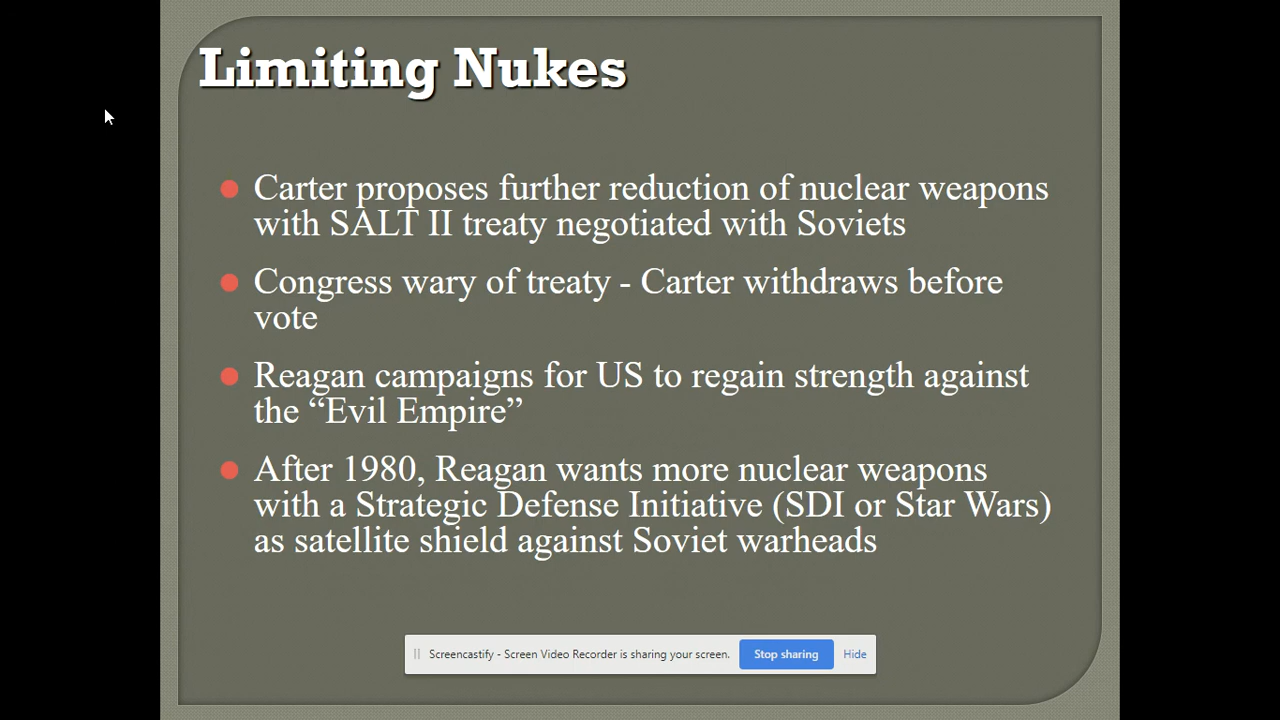 Limiting Nukes
Carter proposes further reduction of nuclear weapons
with SALT II treaty negotiated with Soviets
Congress wary of treaty - Carter withdraws before
vote
Reagan campaigns for US to regain strength against
the “Evil Empire”
After 1980, Reagan wants more nuclear weapons
with a Strategic Defense Initiative (SDI or Star Wars)
as satellite shield against Soviet warheads
Screencastify - Screen Video Recorder is sharing your screen. Stop sharing Hide